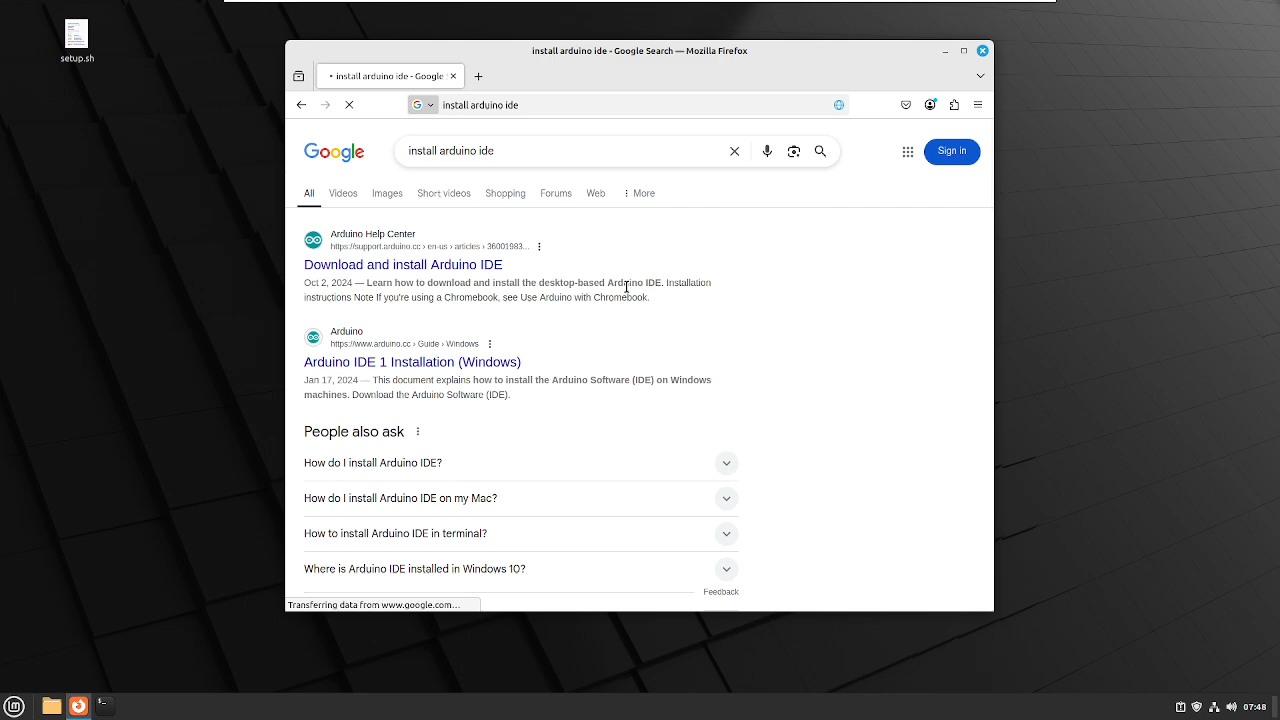 setup.sh
install arduino ide - Google Search — Mozilla Firefox
install arduino ide - Google
install arduino ide
Google
install arduino ide
Sign in
All
Videos
Images
Short videos
Shopping
Forums
Web
More
Arduino Help Center
https://support.arduino.cc › en-us › articles › 36001983...
Download and install Arduino IDE
Oct 2, 2024 — Learn how to download and install the desktop-based Arduino IDE. Installation
instructions Note If you're using a Chromebook, see Use Arduino with Chromebook.
Arduino
https://www.arduino.cc › Guide › Windows
Arduino IDE 1 Installation (Windows)
Jan 17, 2024 — This document explains how to install the Arduino Software (IDE) on Windows
machines. Download the Arduino Software (IDE).
People also ask
How do I install Arduino IDE?
How do I install Arduino IDE on my Mac?
How to install Arduino IDE in terminal?
Where is Arduino IDE installed in Windows 10?
Feedback
Transferring data from www.google.com…
07:48